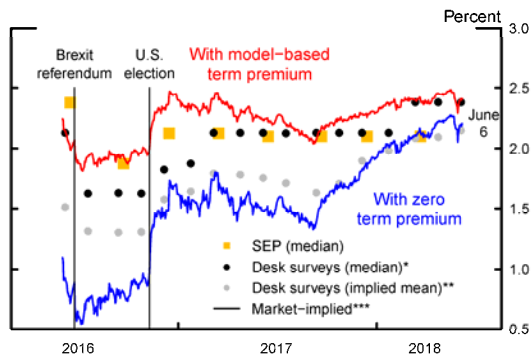 Percent
3.0
Brexit
referendum
U.S.
election
With model-based
term premium
2.5
June
6
2.0
With zero
term premium
1.5
SEP (median)
Desk surveys (median)*
1.0
Desk surveys (implied mean)**
Market-implied***
0.5
2016
2017
2018